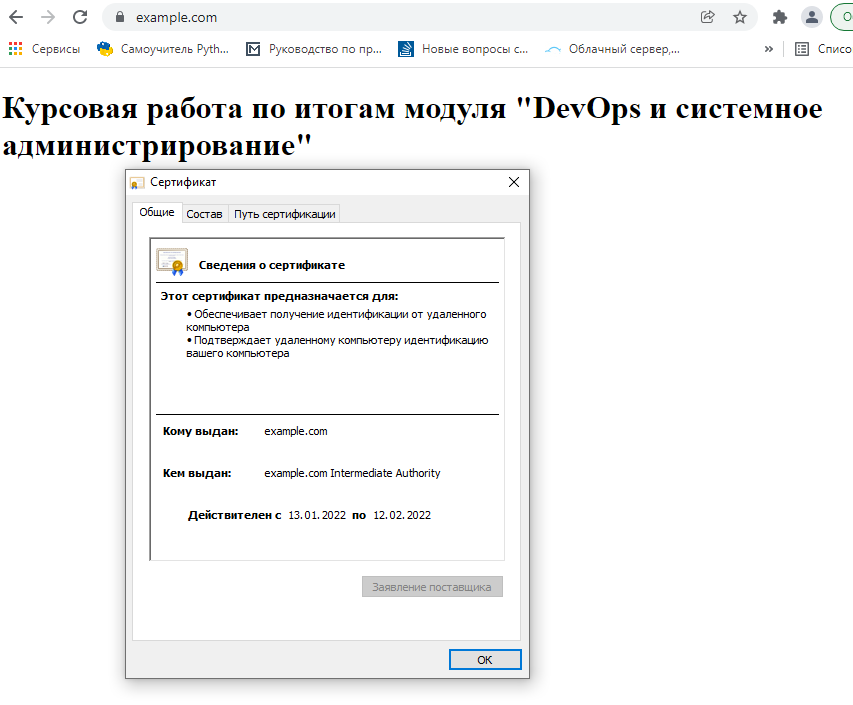 example.com
О
Сервисы
Самоучитель Pyth...
Руководство по пр...
Новые вопросы с...
Облачный сервер,...
»
Списо
Курсовая работа по итогам модуля "DevOps и системное
администрирование"
Сертификат
Общие
Состав
Путь сертификации
Сведения о сертификате
Этот сертификат предназначается для:
• Обеспечивает получение идентификации от удаленного
компьютера
• Подтверждает удаленному компьютеру идентификацию
вашего компьютера
Кому выдан: example.com
Кем выдан: example.com Intermediate Authority
Действителен с 13.01.2022 по 12.02.2022
Заявление поставщика
ОК